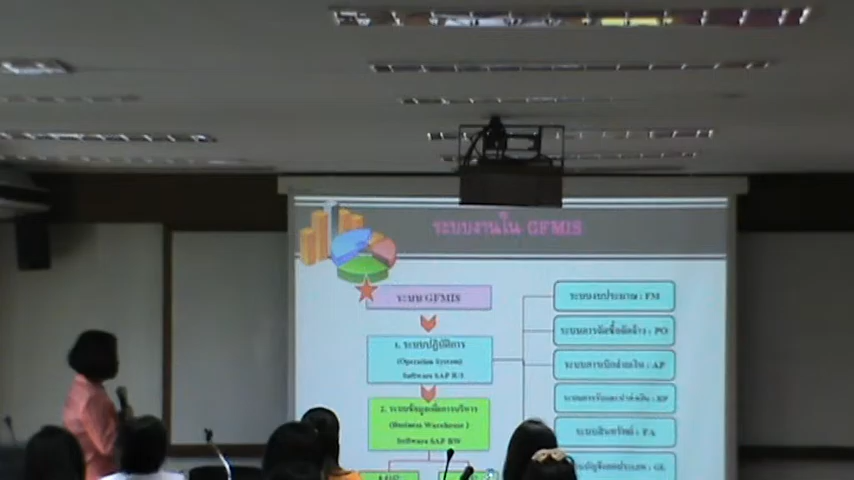 ระบบงานใน GFMIS
ระบบ GFMIS
1. ระบบปฏิบัติการ
(Operation System)
Software SAP R/3
2. ระบบข้อมูลเพื่อการบริหาร
(Business Warehouse)
Software SAP BW
MIS
ระบบงบประมาณ : FM
ระบบการจัดซื้อจัดจ้าง : PO
ระบบการเบิกจ่ายเงิน : AP
ระบบการรับและนำส่งเงิน : RP
ระบบสินทรัพย์ : FA
ระบบบัญชีแยกประเภท : GL